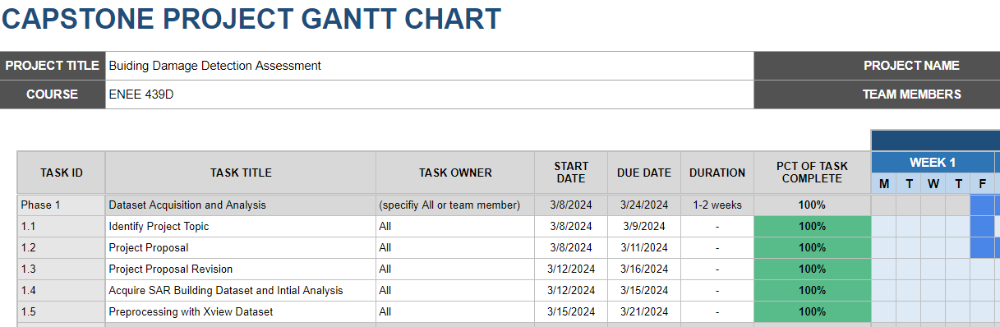 CAPSTONE PROJECT GANTT CHART
PROJECT TITLE Buiding Damage Detection Assessment PROJECT NAME
COURSE ENEE 439D TEAM MEMBERS
WEEK 1
TASK ID TASK TITLE TASK OWNER START DATE DUE DATE DURATION PCT OF TASK COMPLETE
M T W T F
Phase 1 Dataset Acquisition and Analysis (specifiy All or team member) 3/8/2024 3/24/2024 1-2 weeks 100%
1.1 Identify Project Topic All 3/8/2024 3/9/2024 - 100%
1.2 Project Proposal All 3/8/2024 3/11/2024 - 100%
1.3 Project Proposal Revision All 3/12/2024 3/16/2024 - 100%
1.4 Acquire SAR Building Dataset and Intial Analysis All 3/12/2024 3/15/2024 - 100%
1.5 Preprocessing with Xview Dataset All 3/15/2024 3/21/2024 - 100%